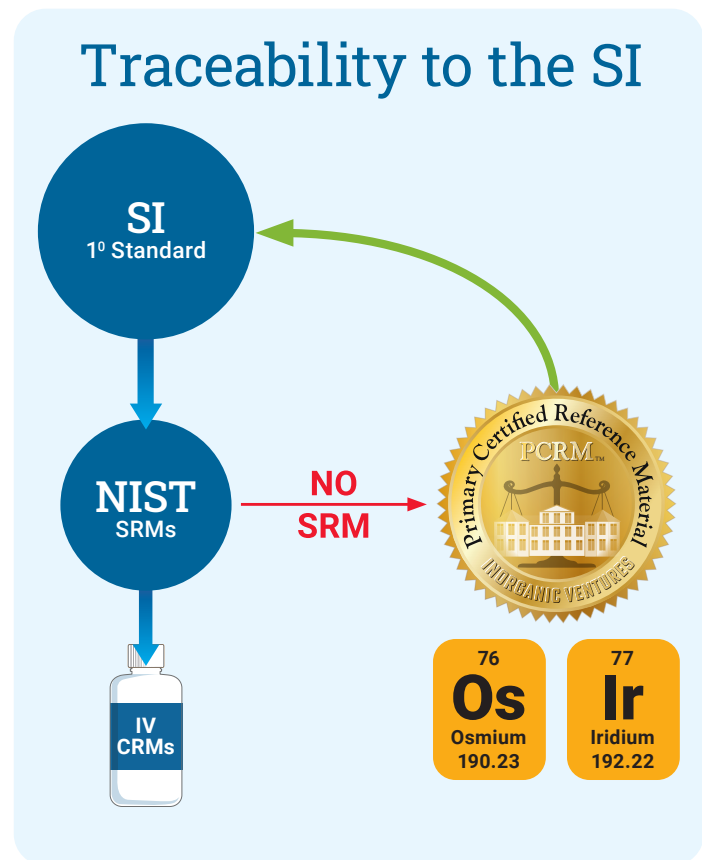 Traceability to the SI
SI
1⁰ Standard
NIST
SRMs
NO
SRM
Primary Certified Reference Material
PCRM™
INORGANIC VENTURES
IV
CRMs
76
Os
Osmium
190.23
77
Ir
Iridium
192.22